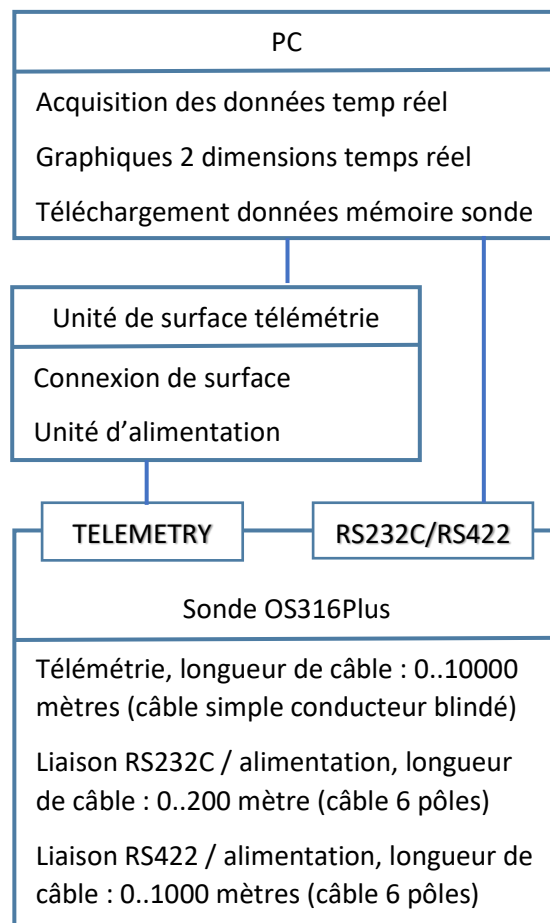 PC
Acquisition des données temp réel
Graphiques 2 dimensions temps réel
Téléchargement données mémoire sonde
Unité de surface télémétrie
Connexion de surface
Unité d’alimentation
TELEMETRY
RS232C/RS422
Sonde OS316Plus
Télémétrie, longueur de câble : 0..10000
mètres (câble simple conducteur blindé)
Liaison RS232C / alimentation, longueur
de câble : 0..200 mètre (câble 6 pôles)
Liaison RS422 / alimentation, longueur de
câble : 0..1000 mètres (câble 6 pôles)